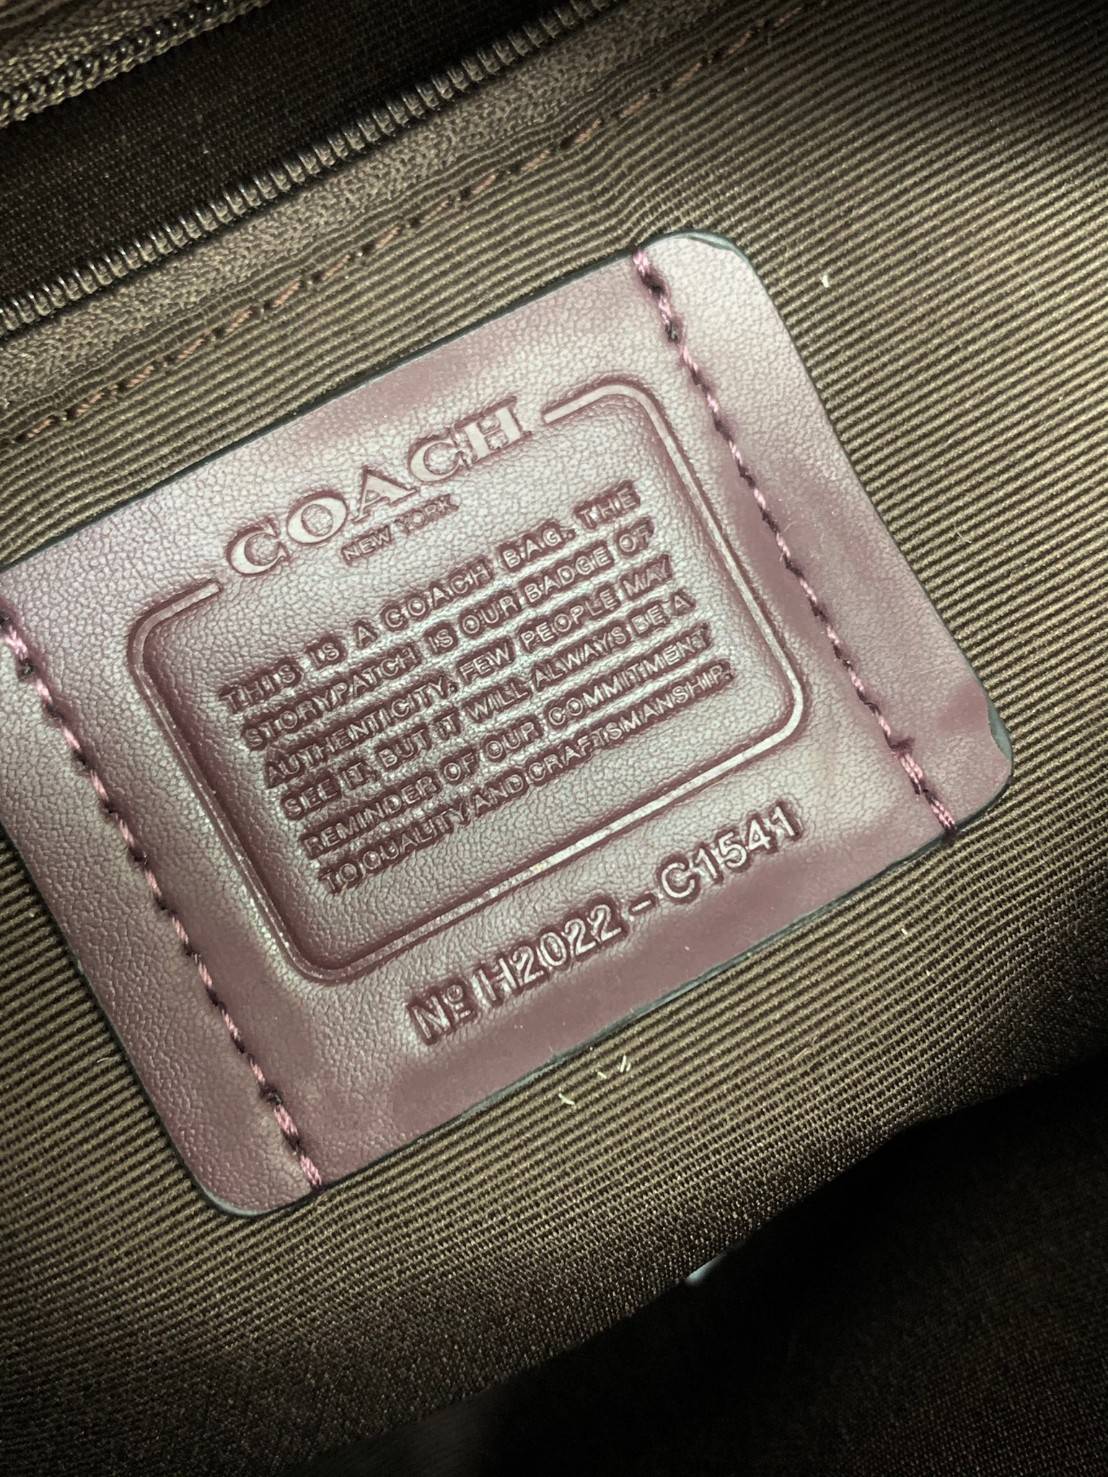 COACH
NEW YORK
THIS IS A COACH BAG. THE
STORYPATCH IS OUR BADGE OF
AUTHENTICITY. FEW PEOPLE MAY
SEE IT, BUT IT WILL ALWAYS BE A
REMINDER OF OUR COMMITMENT
TO QUALITY AND CRAFTSMANSHIP.
Nº H2022 - C1541